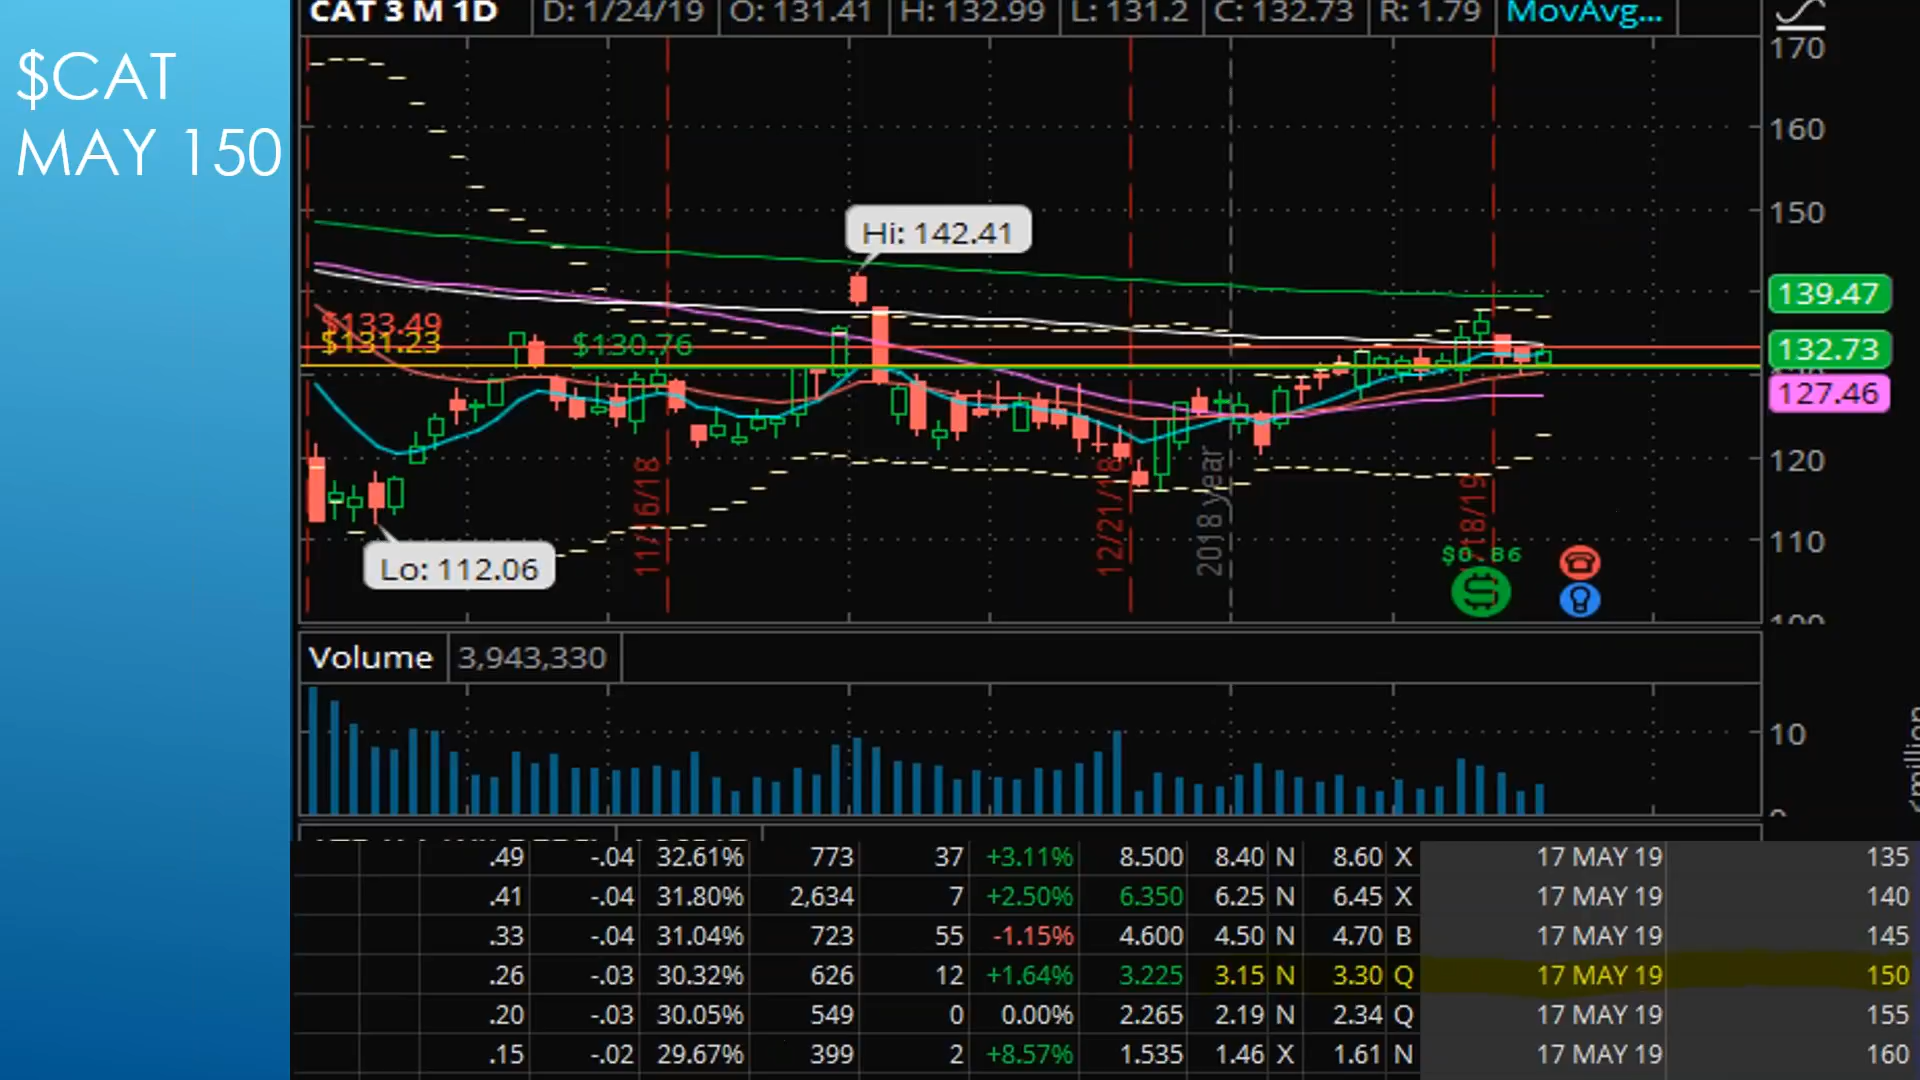 $CAT
MAY 150
CAT 3 M 1D D: 1/24/19 O: 131.41 H: 132.99 L: 131.2 C: 132.73 R: 1.79 MovAvg...
170
160
150
Hi: 142.41
139.47
$133.49
132.73
$131.23
$130.76
127.46
120
110
Lo: 112.06
11/16/18
12/21/18
2018 year
18/19
$0.86
Volume 3,943,330
10
<million
.49 -.04 32.61% 773 37 +3.11% 8.500 8.40 N 8.60 X 17 MAY 19 135
.41 -.04 31.80% 2,634 7 +2.50% 6.350 6.25 N 6.45 X 17 MAY 19 140
.33 -.04 31.04% 723 55 -1.15% 4.600 4.50 N 4.70 B 17 MAY 19 145
.26 -.03 30.32% 626 12 +1.64% 3.225 3.15 N 3.30 Q 17 MAY 19 150
.20 -.03 30.05% 549 0 0.00% 2.265 2.19 N 2.34 Q 17 MAY 19 155
.15 -.02 29.67% 399 2 +8.57% 1.535 1.46 X 1.61 N 17 MAY 19 160